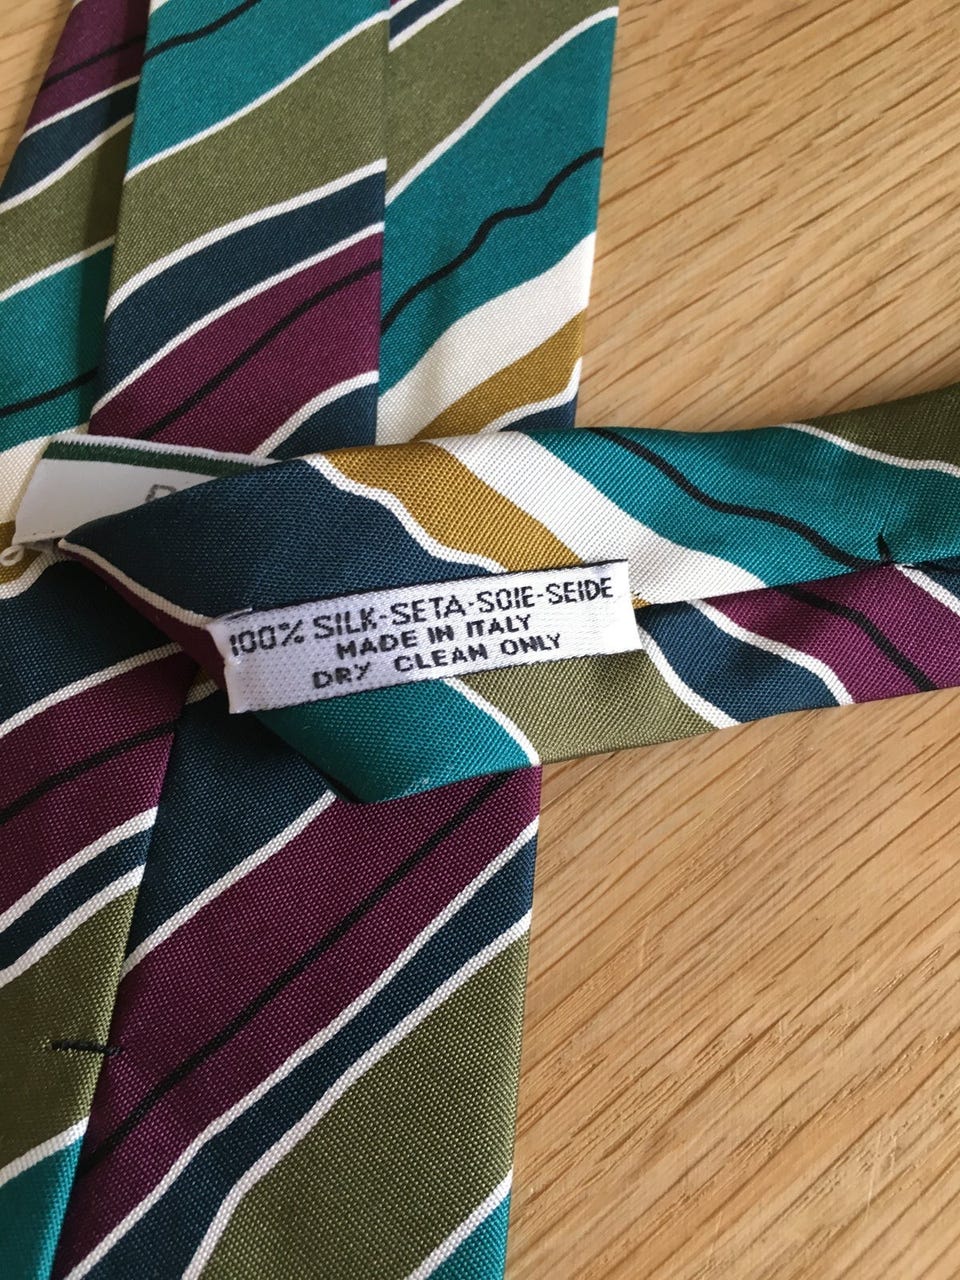 100% SILK-SETA-SOIE-SEIDE
MADE IN ITALY
DRY CLEAN ONLY